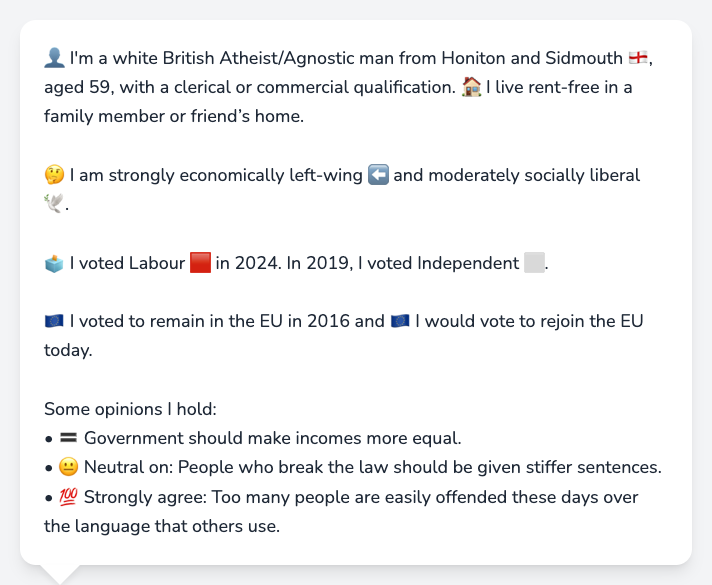 👤 I'm a white British Atheist/Agnostic man from Honiton and Sidmouth 🏴󠁧󠁢󠁥󠁮󠁧󠁿,
aged 59, with a clerical or commercial qualification. 🏠 I live rent-free in a
family member or friend’s home.
🤔 I am strongly economically left-wing ⬅️ and moderately socially liberal
🕊️.
🗳️ I voted Labour 🟥 in 2024. In 2019, I voted Independent ⬜.
🇪🇺 I voted to remain in the EU in 2016 and 🇪🇺 I would vote to rejoin the EU
today.
Some opinions I hold:
• 🟰 Government should make incomes more equal.
• 😐 Neutral on: People who break the law should be given stiffer sentences.
• 💯 Strongly agree: Too many people are easily offended these days over
the language that others use.